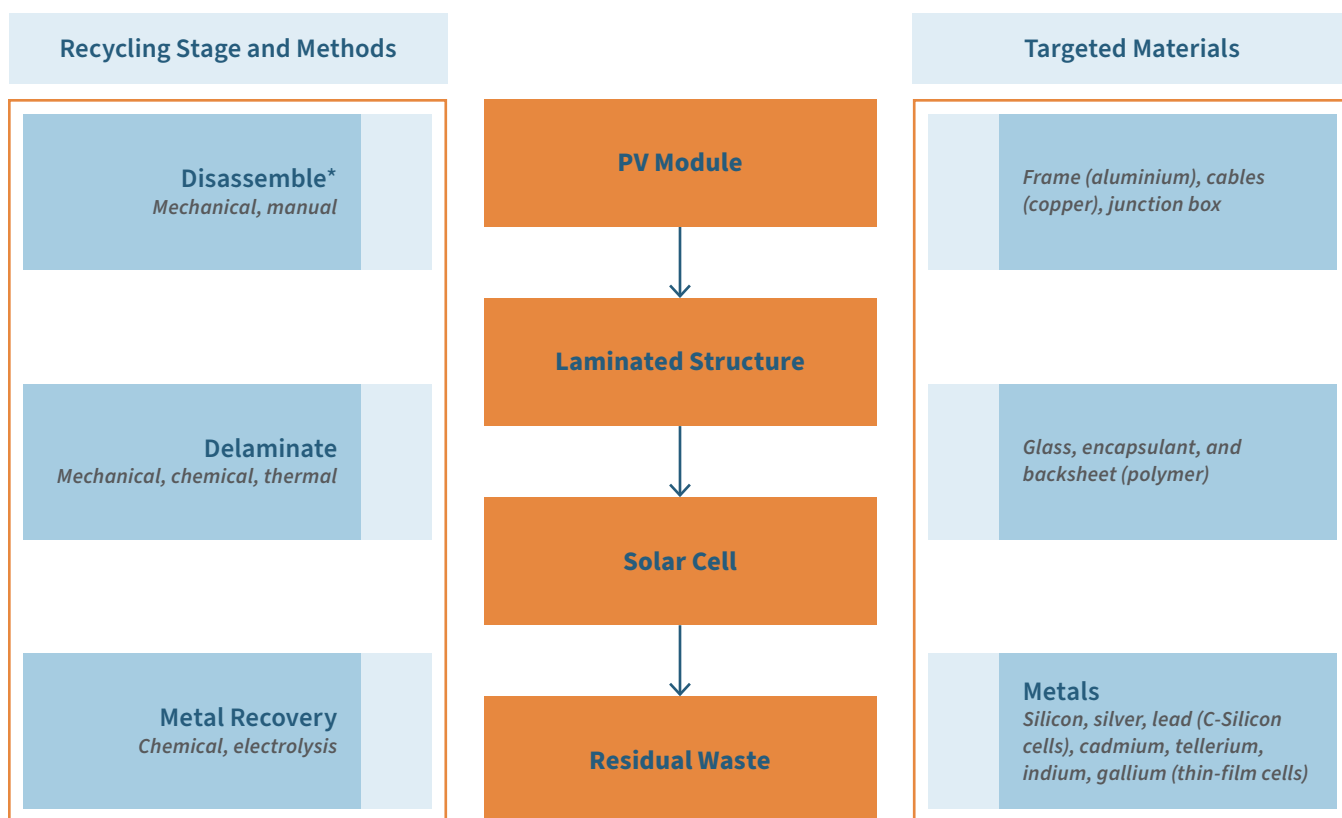 Recycling Stage and Methods
Targeted Materials
Disassemble*
Mechanical, manual
PV Module
Frame (aluminium), cables
(copper), junction box
Laminated Structure
Delaminate
Mechanical, chemical, thermal
Glass, encapsulant, and
backsheet (polymer)
Solar Cell
Metal Recovery
Chemical, electrolysis
Residual Waste
Metals
Silicon, silver, lead (C-Silicon
cells), cadmium, tellerium,
indium, gallium (thin-film cells)